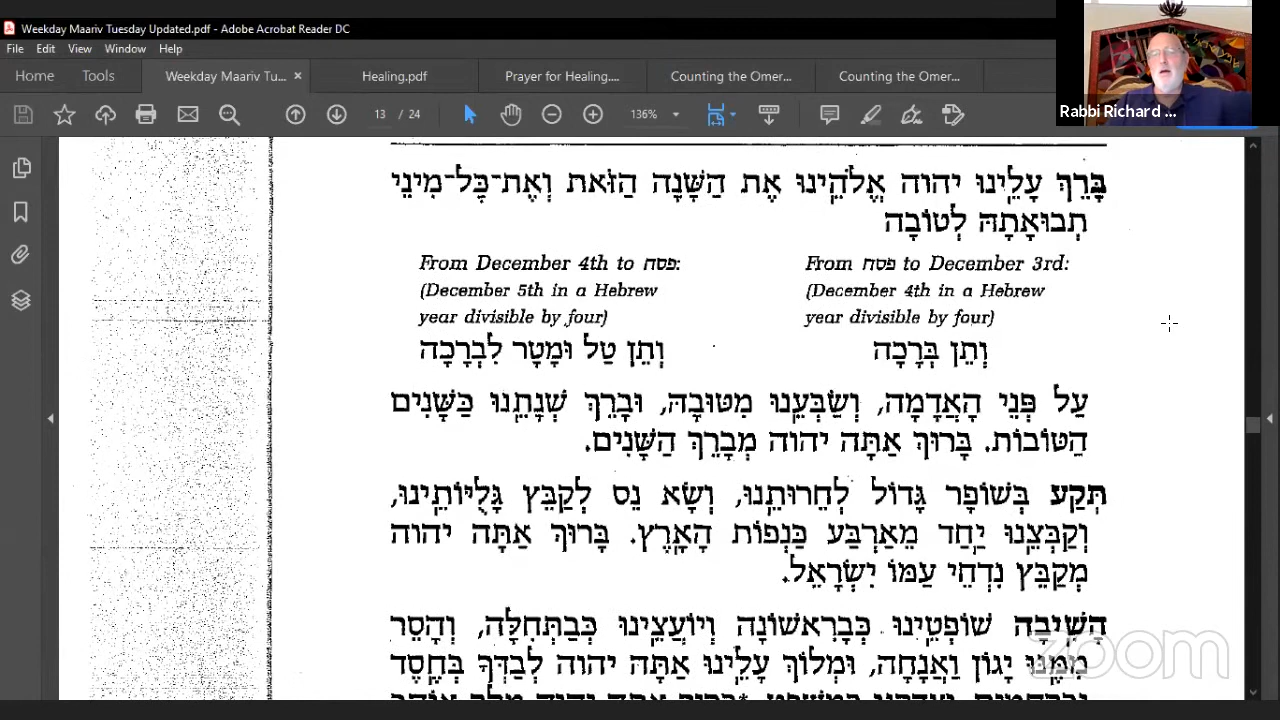 Weekday Maariv Tuesday Updated.pdf - Adobe Acrobat Reader DC
File Edit View Window Help
Home Tools Weekday Maariv Tu... × Healing.pdf Prayer for Healing.... Counting the Omer... Counting the Omer...
13 / 24 136%
Rabbi Richard ...
בָּרֵךְ עָלֵֽינוּ יהוה אֱלֹהֵֽינוּ אֶת הַשָּׁנָה הַזֹּאת וְאֶת־כָּל־מִינֵי
תְבוּאָתָהּ לְטוֹבָה
From פסח to December 3rd:
(December 4th in a Hebrew
year divisible by four)
וְתֵן בְּרָכָה
From December 4th to פסח:
(December 5th in a Hebrew
year divisible by four)
וְתֵן טַל וּמָטָר לִבְרָכָה
עַל פְּנֵי הָאֲדָמָה, וְשַׂבְּעֵֽנוּ מִטּוּבָהּ, וּבָרֵךְ שְׁנָתֵֽנוּ כַּשָּׁנִים
הַטּוֹבוֹת. בָּרוּךְ אַתָּה יהוה מְבָרֵךְ הַשָּׁנִים.
תְּקַע בְּשׁוֹפָר גָּדוֹל לְחֵרוּתֵֽנוּ, וְשָׂא נֵס לְקַבֵּץ גָּלֻיּוֹתֵֽינוּ,
וְקַבְּצֵֽנוּ יַֽחַד מֵאַרְבַּע כַּנְפוֹת הָאָֽרֶץ. בָּרוּךְ אַתָּה יהוה
מְקַבֵּץ נִדְחֵי עַמּוֹ יִשְׂרָאֵל.
הָשִֽׁיבָה שׁוֹפְטֵֽינוּ כְּבָרִאשׁוֹנָה וְיוֹעֲצֵֽינוּ כְּבַתְּחִלָּה, וְהָסֵר
מִמֶּֽנּוּ יָגוֹן וַאֲנָחָה, וּמְלוֹךְ עָלֵֽינוּ אַתָּה יהוה לְבַדְּךָ בְּחֶֽסֶד
zoom